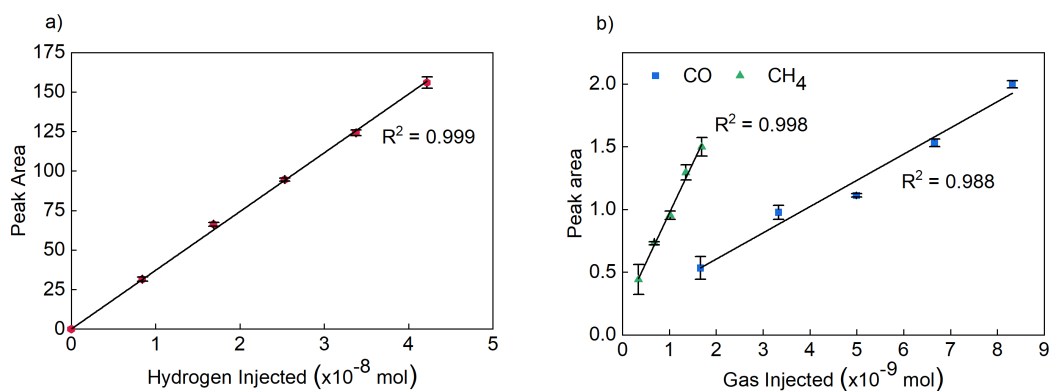 a)
Peak Area
175
150
125
100
75
50
25
0
R² = 0.999
0 1 2 3 4 5
Hydrogen Injected (x10⁻⁸ mol)
b)
Peak area
CO CH₄
2.0
1.5
1.0
0.5
0.0
R² = 0.998
R² = 0.988
0 1 2 3 4 5 6 7 8 9
Gas Injected (x10⁻⁹ mol)